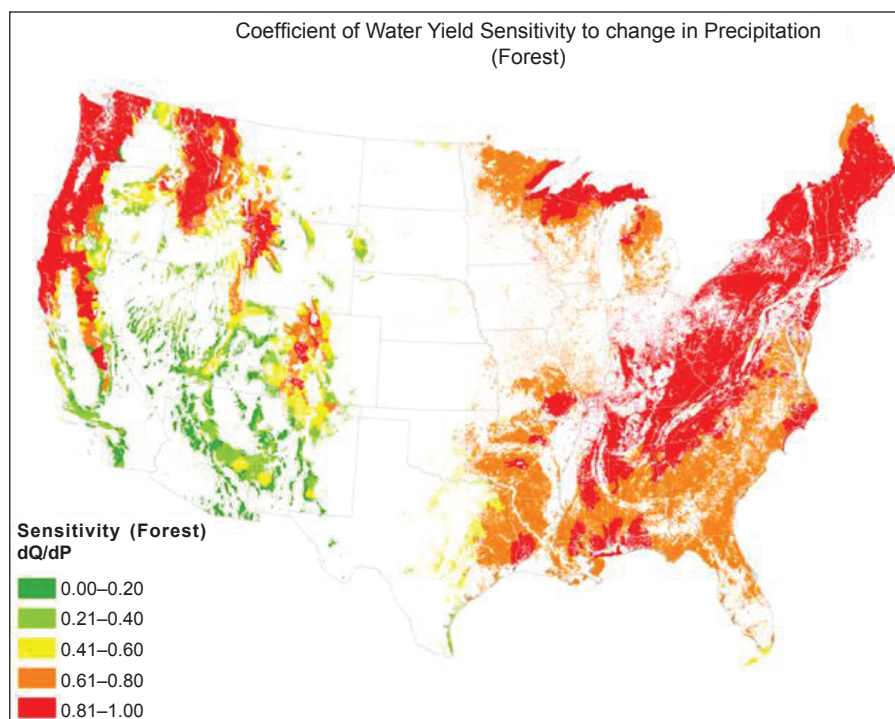 Coefficient of Water Yield Sensitivity to change in Precipitation
(Forest)
Sensitivity (Forest)
dQ/dP
0.00–0.20
0.21–0.40
0.41–0.60
0.61–0.80
0.81–1.00